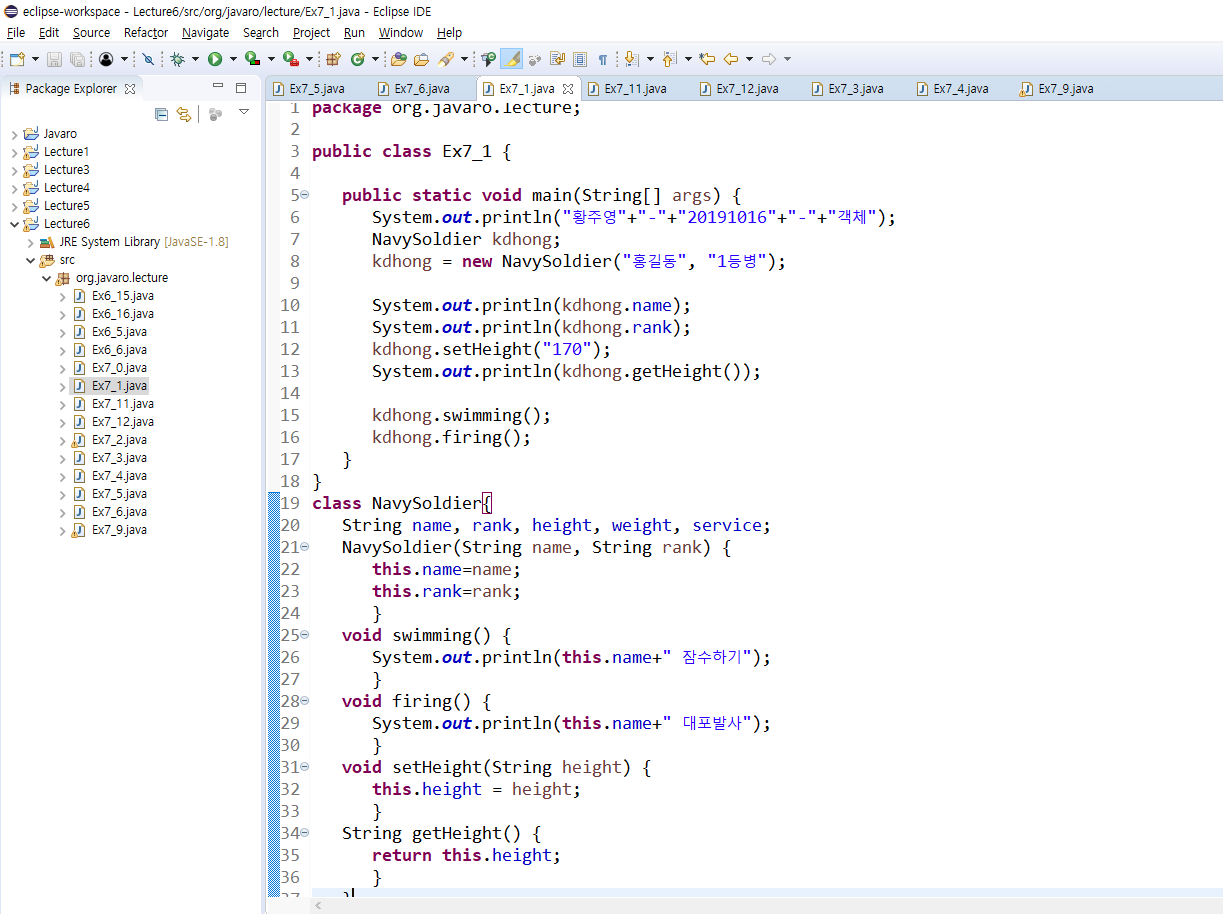 eclipse-workspace - Lecture6/src/org/javaro/lecture/Ex7_1.java - Eclipse IDE
File Edit Source Refactor Navigate Search Project Run Window Help
Package Explorer
Javaro
Lecture1
Lecture3
Lecture4
Lecture5
Lecture6
JRE System Library [JavaSE-1.8]
src
org.javaro.lecture
Ex6_15.java
Ex6_16.java
Ex6_5.java
Ex6_6.java
Ex7_0.java
Ex7_1.java
Ex7_11.java
Ex7_12.java
Ex7_2.java
Ex7_3.java
Ex7_4.java
Ex7_5.java
Ex7_6.java
Ex7_9.java
Ex7_5.java Ex7_6.java Ex7_1.java Ex7_11.java Ex7_12.java Ex7_3.java Ex7_4.java Ex7_9.java
1 package org.javaro.lecture;
2
3 public class Ex7_1 {
4
5 public static void main(String[] args) {
6 System.out.println("황주영"+"-"+"20191016"+"-"+"객체");
7 NavySoldier kdhong;
8 kdhong = new NavySoldier("홍길동", "1등병");
9
10 System.out.println(kdhong.name);
11 System.out.println(kdhong.rank);
12 kdhong.setHeight("170");
13 System.out.println(kdhong.getHeight());
14
15 kdhong.swimming();
16 kdhong.firing();
17 }
18 }
19 class NavySoldier{
20 String name, rank, height, weight, service;
21 NavySoldier(String name, String rank) {
22 this.name=name;
23 this.rank=rank;
24 }
25 void swimming() {
26 System.out.println(this.name+" 잠수하기");
27 }
28 void firing() {
29 System.out.println(this.name+" 대포발사");
30 }
31 void setHeight(String height) {
32 this.height = height;
33 }
34 String getHeight() {
35 return this.height;
36 }
37 }